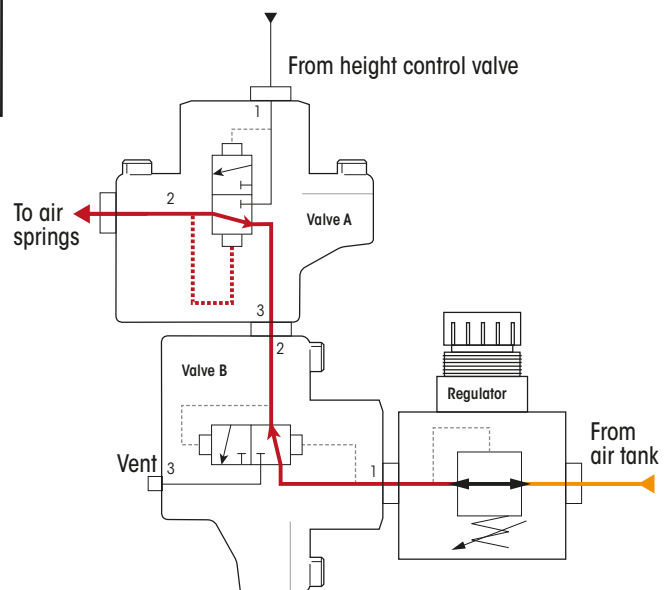 From height control valve
1
2
To air
springs
Valve A
3
2
Valve B
Regulator
From
air tank
Vent
3
1